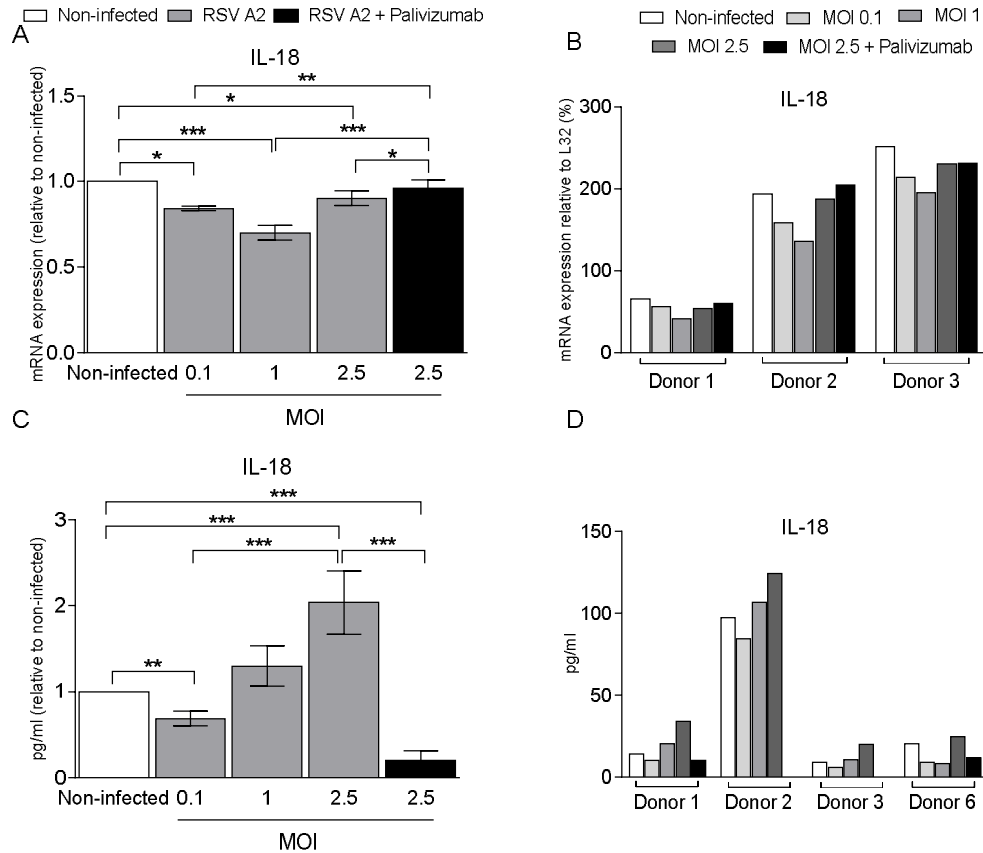 Non-infected RSV A2 RSV A2 + Palivizumab
A
IL-18
**
*
*** ***
* *
mRNA expression (relative to non-infected)
1.5
1.0
0.5
0.0
Non-infected 0.1 1 2.5 2.5
MOI
Non-infected MOI 0.1 MOI 1
MOI 2.5 MOI 2.5 + Palivizumab
B
IL-18
mRNA expression relative to L32 (%)
300
200
100
0
Donor 1 Donor 2 Donor 3
C
IL-18
***
***
*** ***
**
pg/ml (relative to non-infected)
3
2
1
0
Non-infected 0.1 1 2.5 2.5
MOI
D
IL-18
pg/ml
150
100
50
0
Donor 1 Donor 2 Donor 3 Donor 6